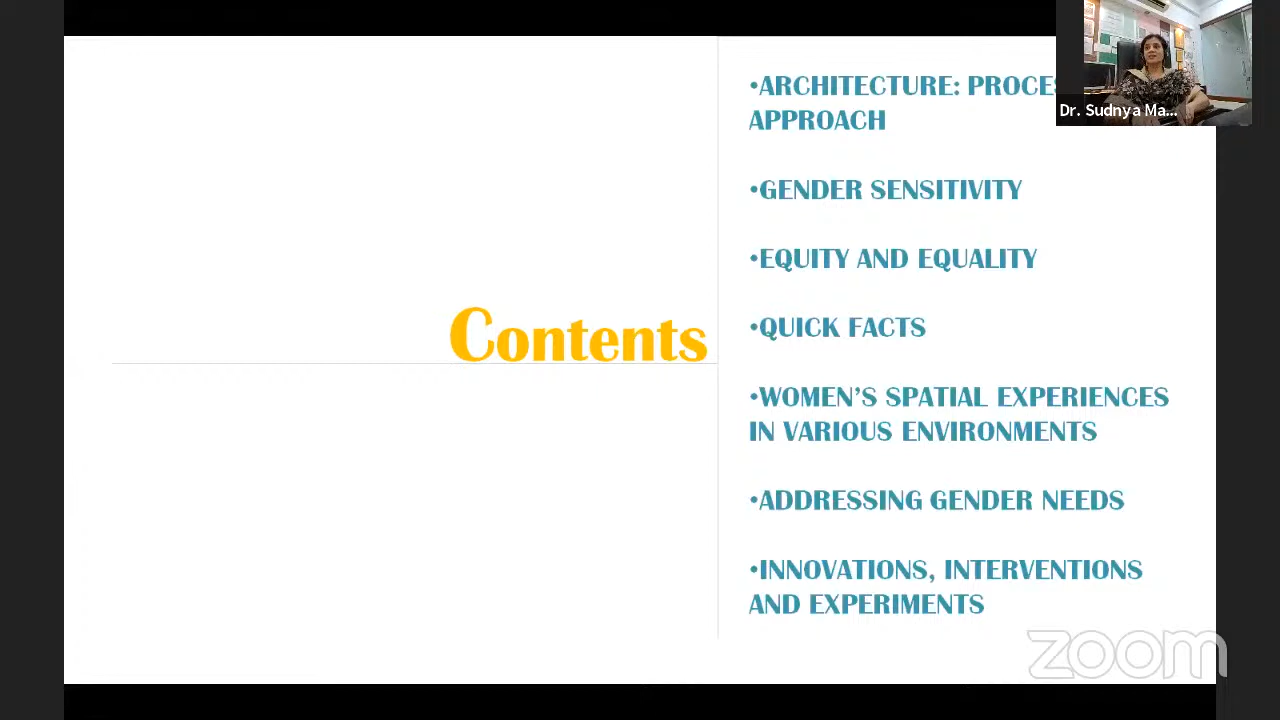 Contents
•ARCHITECTURE:
APPROACH
•GENDER SENSITIVITY
•EQUITY AND EQUALITY
•QUICK FACTS
•WOMEN’S SPATIAL EXPERIENCES
IN VARIOUS ENVIRONMENTS
•ADDRESSING GENDER NEEDS
•INNOVATIONS, INTERVENTIONS
AND EXPERIMENTS
Dr. Sudnya Ma...
zoom